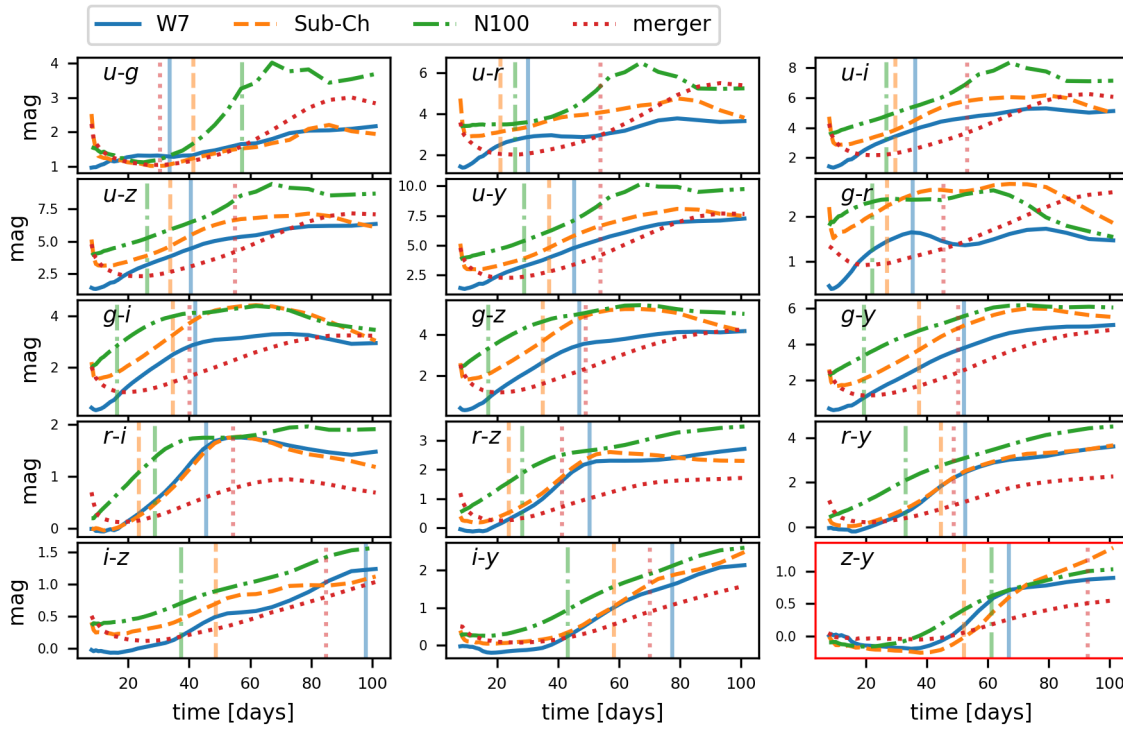 W7 Sub-Ch N100 merger
4 3 2 1 mag u-g
6 4 2 u-r
8 6 4 2 u-i
7.5 5.0 2.5 mag u-z
10.0 7.5 5.0 2.5 u-y
2 1 g-r
4 2 mag g-i
4 2 g-z
6 4 2 g-y
2 1 0 mag r-i
3 2 1 0 r-z
4 2 0 r-y
1.5 1.0 0.5 0.0 mag i-z
2 1 0 i-y
1.0 0.5 0.0 z-y
20 40 60 80 100 20 40 60 80 100 20 40 60 80 100
time [days] time [days] time [days]